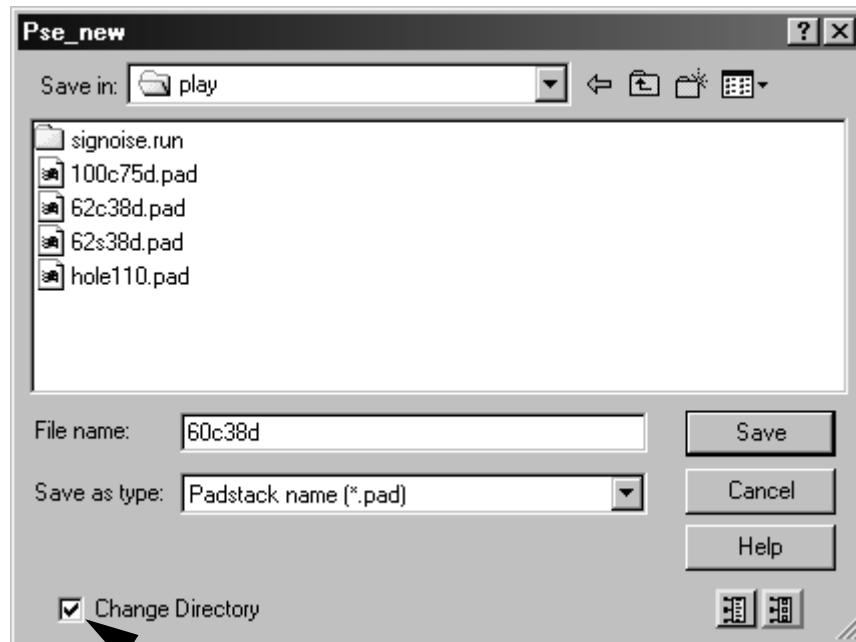 Pse_new
Save in: play
signoise.run
100c75d.pad
62c38d.pad
62s38d.pad
hole110.pad
File name: 60c38d Save
Save as type: Padstack name (*.pad) Cancel
Help
Change Directory